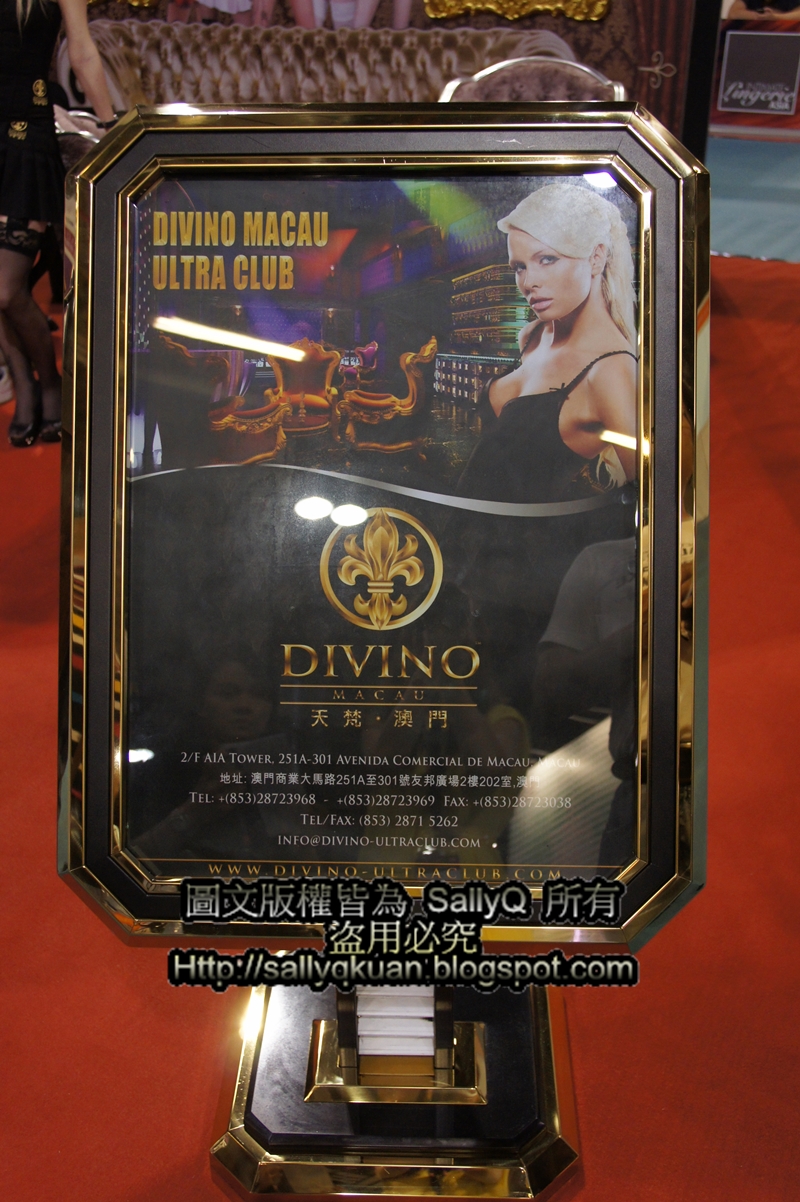 Lingerie
ASIA
DIVINO MACAU
ULTRA CLUB
DIVINO
MACAU
天梵·澳門
2/F AIA Tower, 251A-301 Avenida Comercial de Macau, Macau
地址: 澳門商業大馬路251A至301號友邦廣場2樓202室,澳門
Tel: +(853)28723968 - +(853)28723969 Fax: +(853)28723038
Tel/Fax: (853) 2871 5262
info@divino-ultraclub.com
WWW.DIVINO-ULTRACLUB.COM
圖文版權皆為 SallyQ 所有
盜用必究
Http://sallyqkuan.blogspot.com